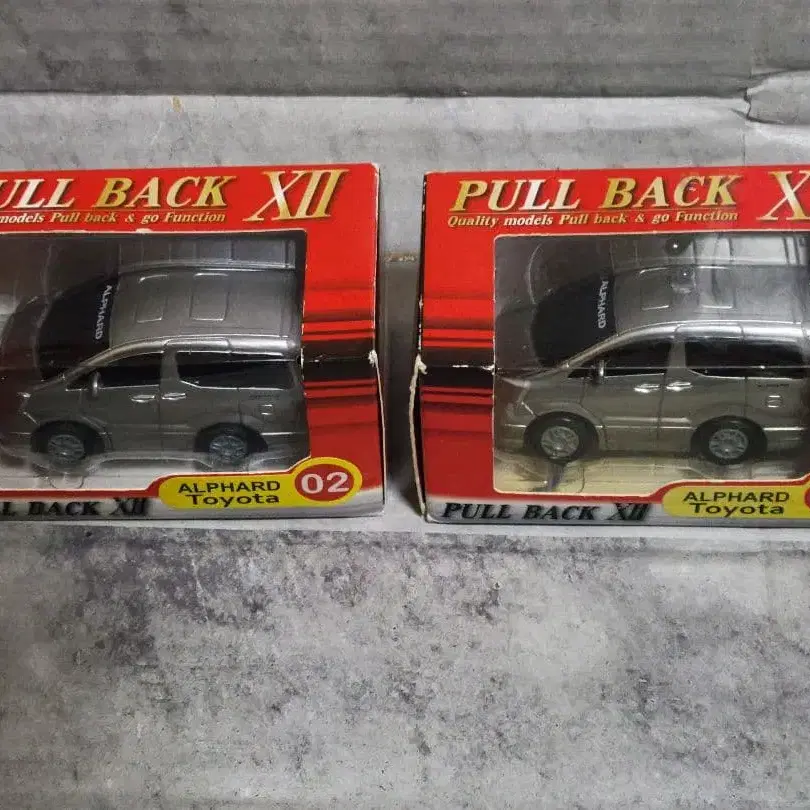 ULL BACK XII
models Pull back & go Function
ALPHARD
ALPHARD
Toyota
02
LL BACK XII
PULL BACK X
Quality models Pull back & go Function
ALPHARD
ALPHARD
Toyota
PULL BACK XII